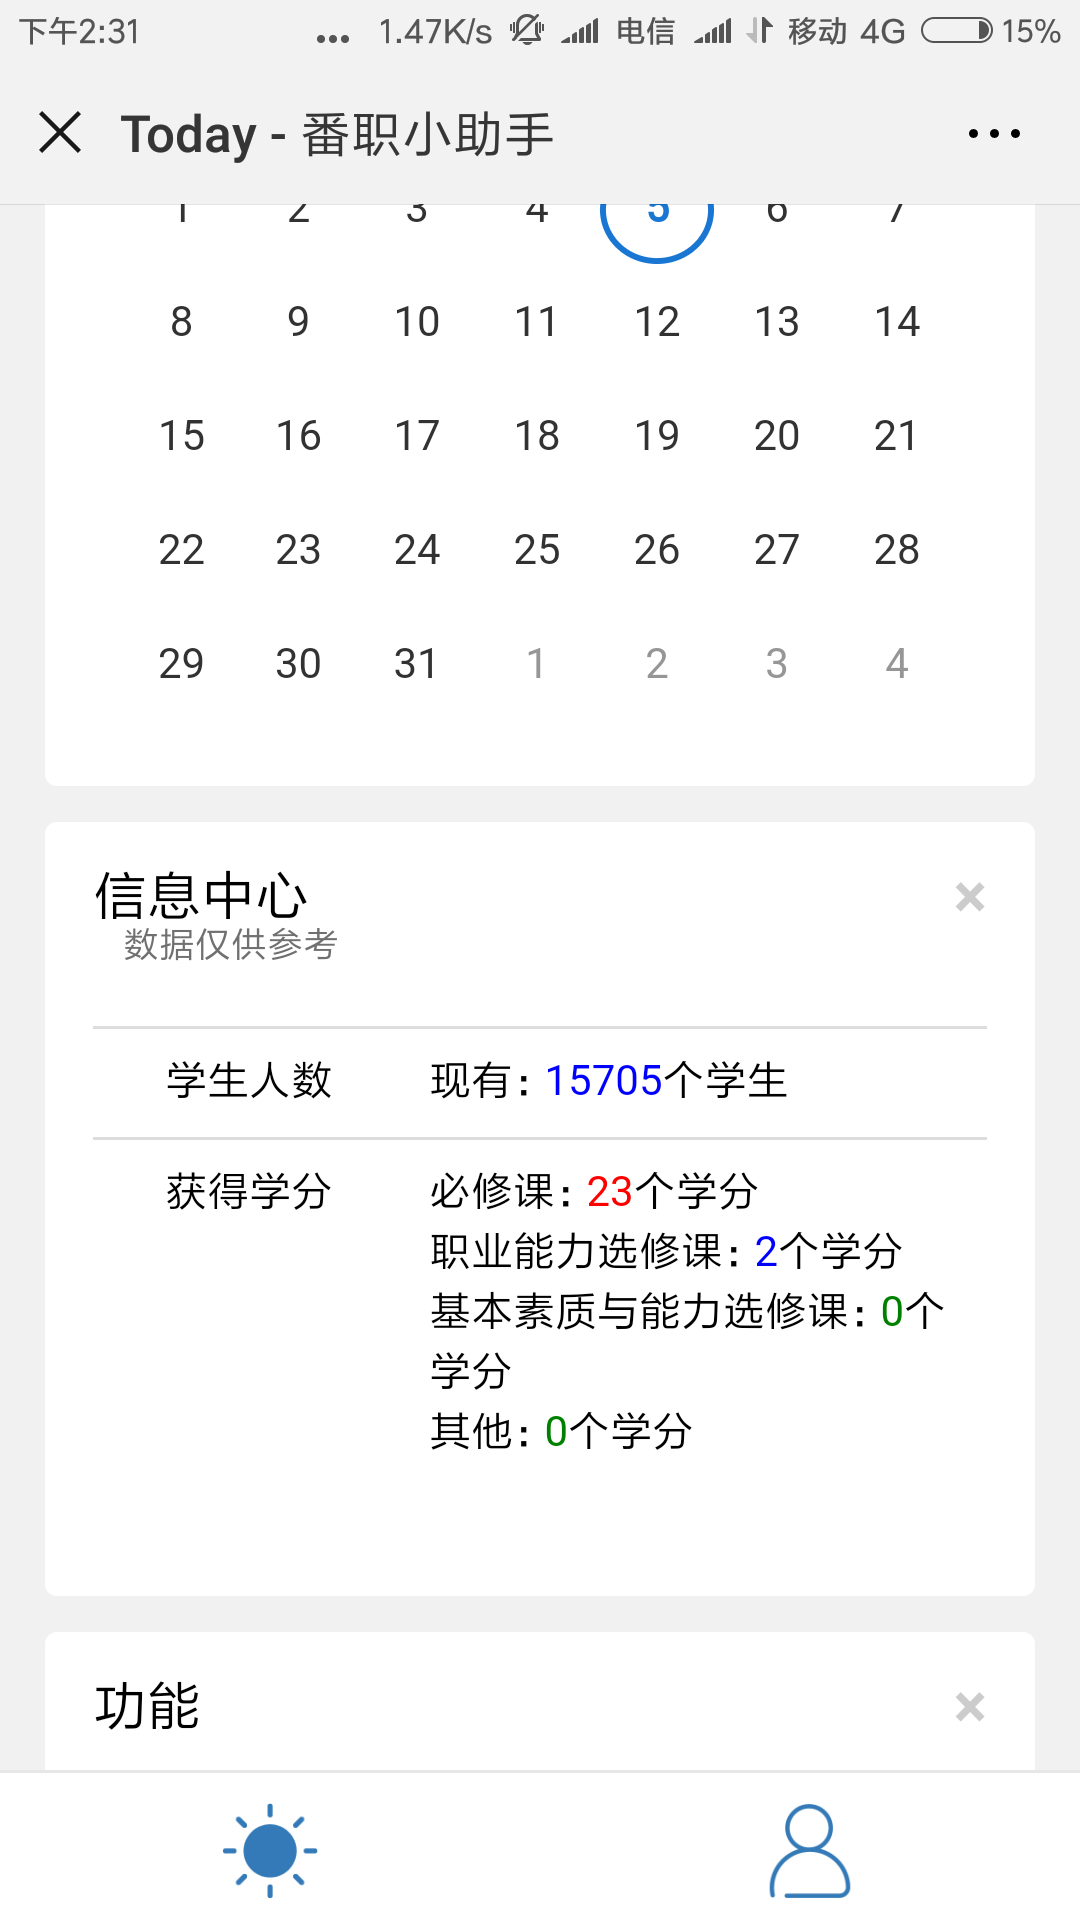 下午2:31 ... 1.47K/s 电信 移动 4G 15%
Today - 番职小助手
1 2 3 4 5 6 7
8 9 10 11 12 13 14
15 16 17 18 19 20 21
22 23 24 25 26 27 28
29 30 31 1 2 3 4
信息中心
数据仅供参考
学生人数 现有：15705个学生
获得学分 必修课：23个学分
职业能力选修课：2个学分
基本素质与能力选修课：0个
学分
其他：0个学分
功能